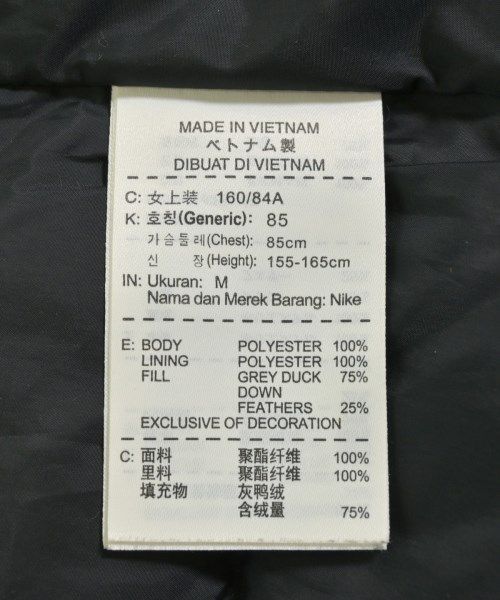 MADE IN VIETNAM
ベトナム製
DIBUAT DI VIETNAM
C: 女上装 160/84A
K: 호칭(Generic): 85
가슴둘레(Chest): 85cm
신 장(Height): 155-165cm
IN: Ukuran: M
Nama dan Merek Barang: Nike
E: BODY POLYESTER 100%
LINING POLYESTER 100%
FILL GREY DUCK 75%
DOWN
FEATHERS 25%
EXCLUSIVE OF DECORATION
C: 面料 聚酯纤维 100%
里料 聚酯纤维 100%
填充物 灰鸭绒
含绒量 75%